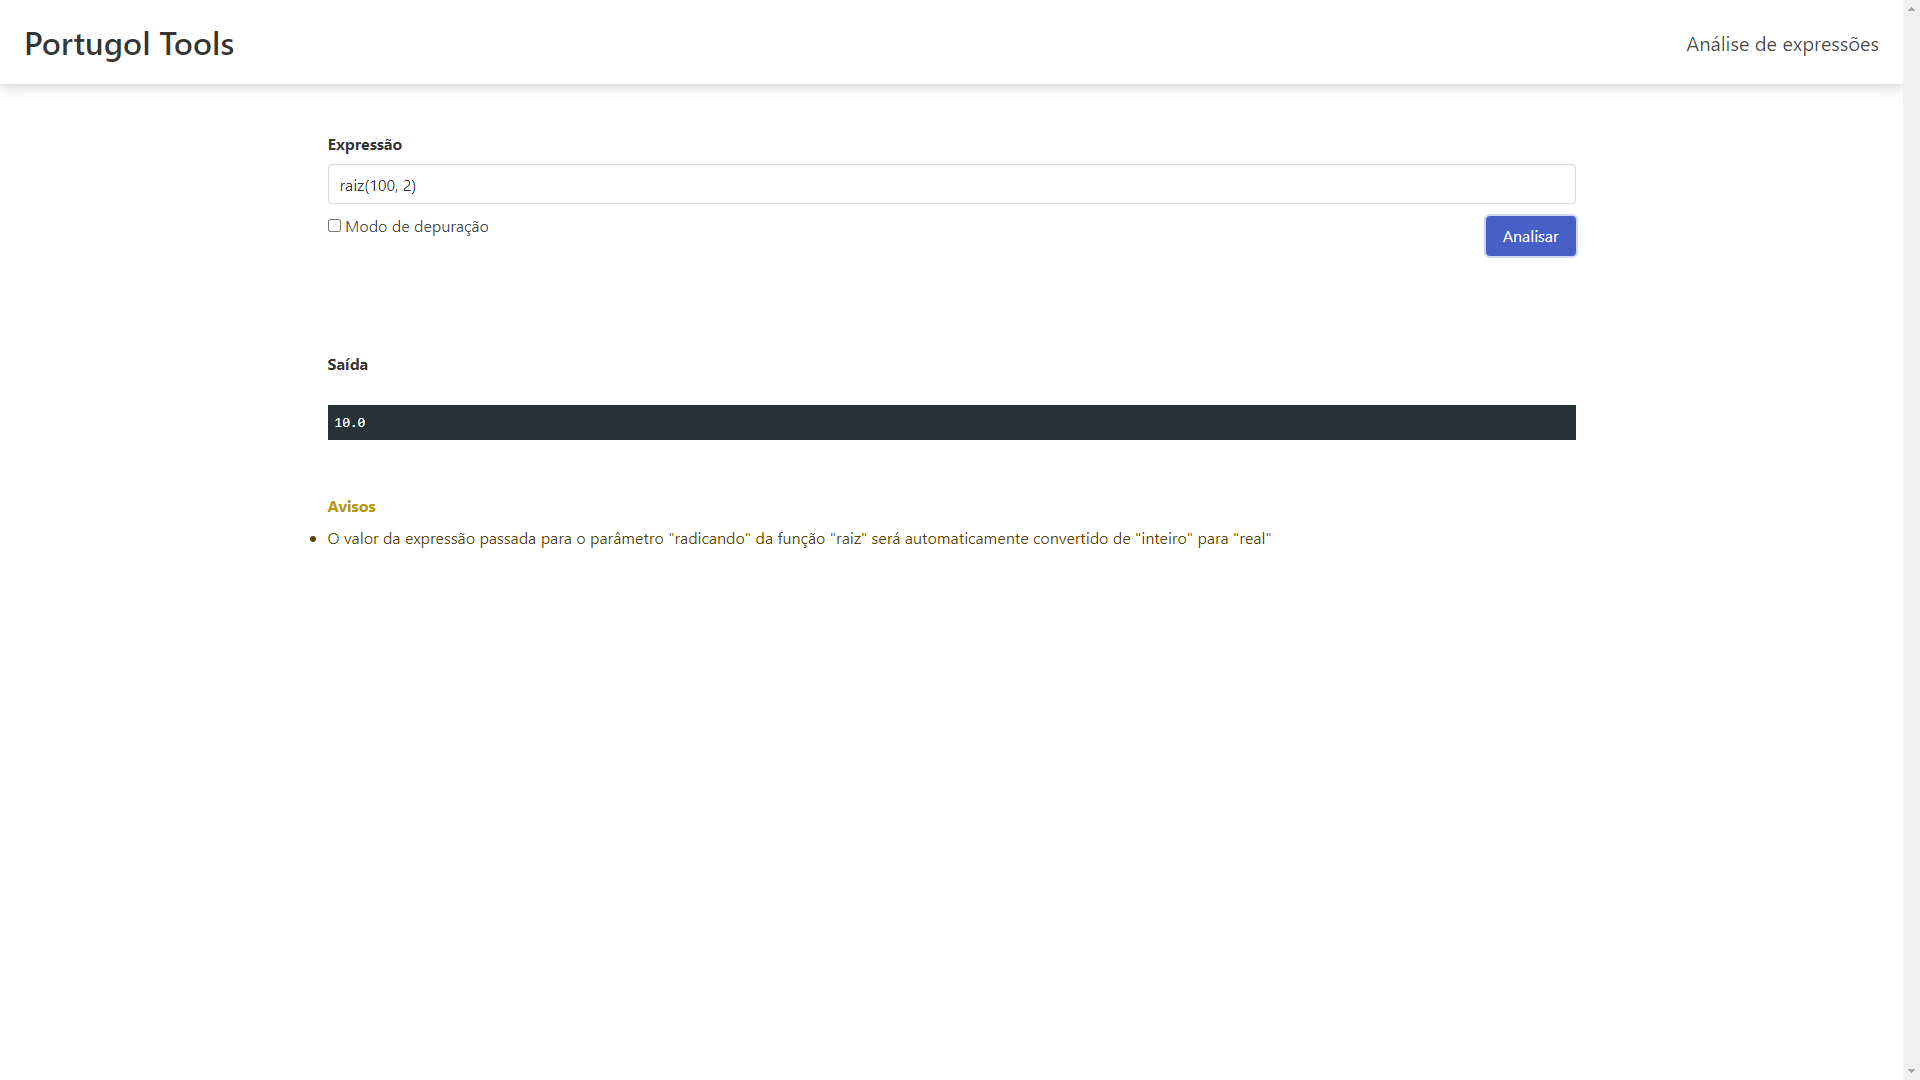 Portugol Tools
Análise de expressões
Expressão
raiz(100, 2)
Modo de depuração
Analisar
Saída
10.0
Avisos
O valor da expressão passada para o parâmetro "radicando" da função "raiz" será automaticamente convertido de "inteiro" para "real"